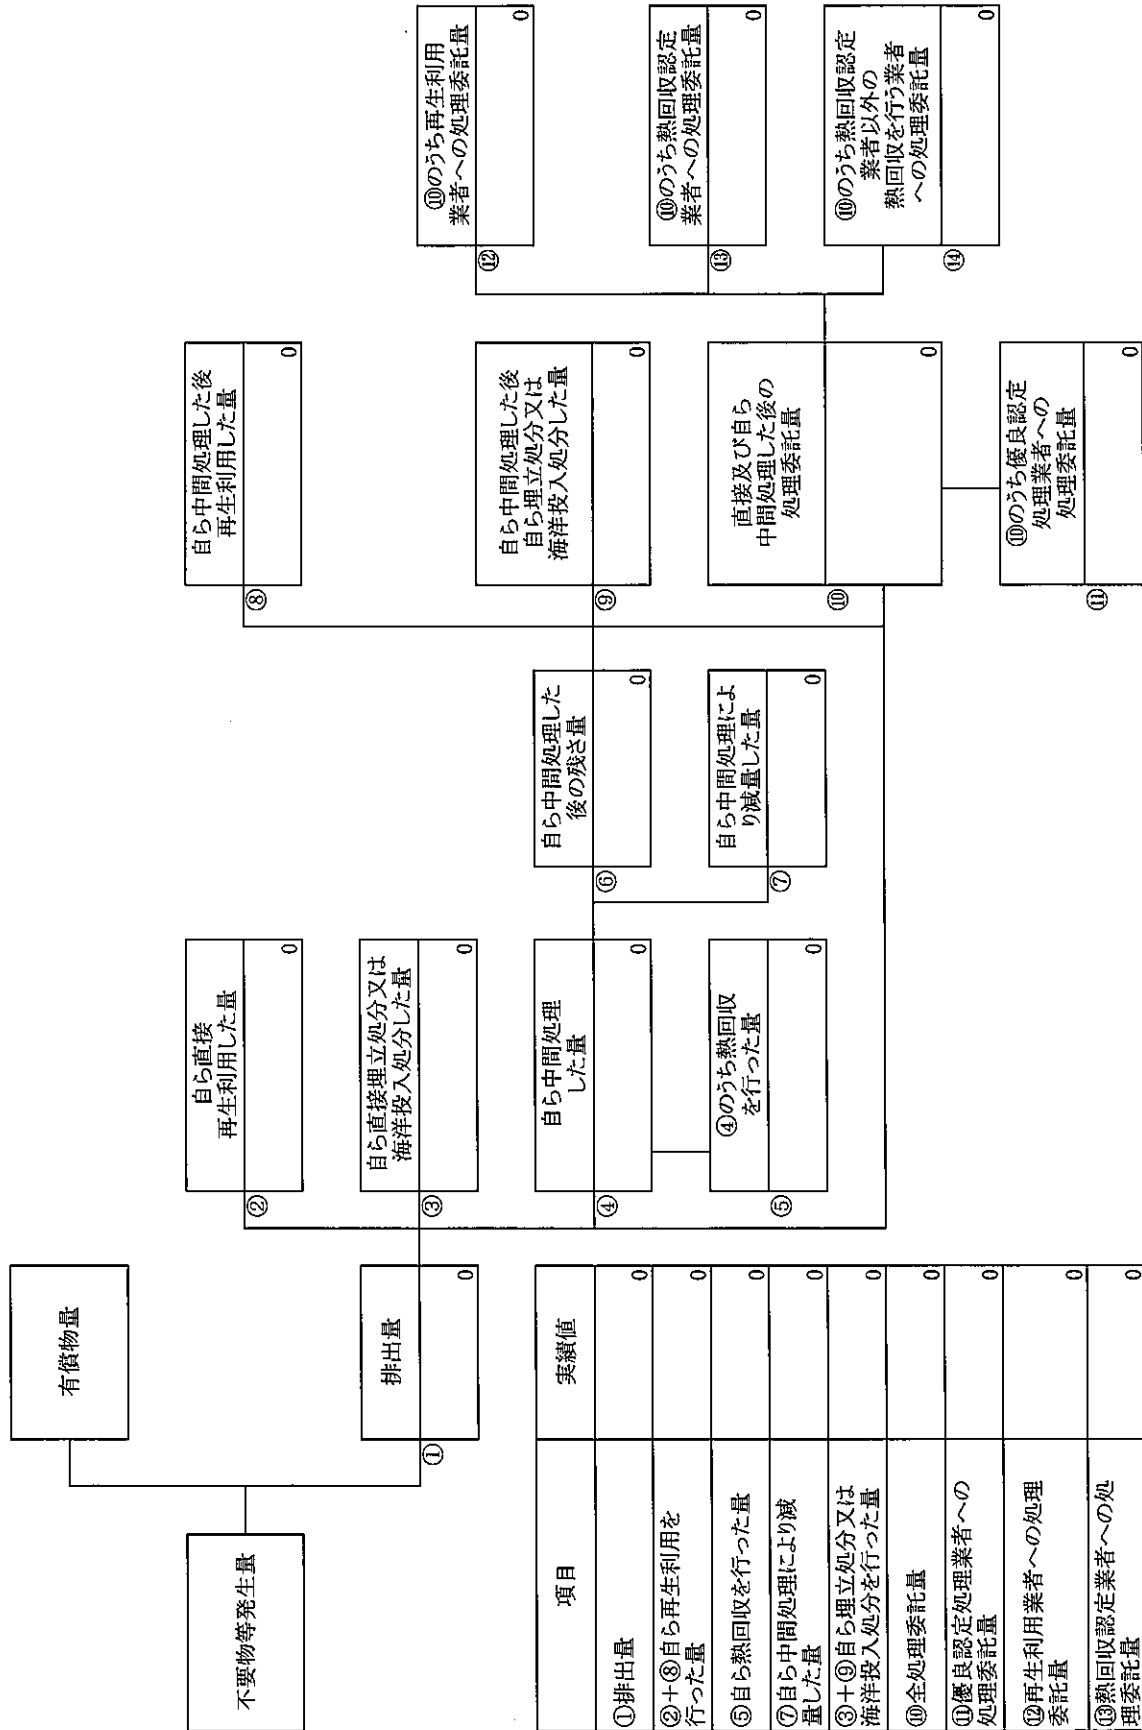 不要物等発生量
有償物量
①
排出量
0
②
自ら直接
再生利用した量
0
③
自ら直接埋立処分又は
海洋投入処分した量
0
④
自ら中間処理
した量
0
⑤
④のうち熱回収
を行った量
0
⑥
自ら中間処理した
後の残さ量
0
⑦
自ら中間処理によ
り減量した量
0
⑧
自ら中間処理した後
再生利用した量
0
⑨
自ら中間処理した後
自ら埋立処分又は
海洋投入処分した量
0
⑩
直接及び自ら
中間処理した後の
処理委託量
0
⑪
⑩のうち優良認定
処理業者への
処理委託量
0
⑫
⑩のうち再生利用
業者への処理委託量
0
⑬
⑩のうち熱回収認定
業者への処理委託量
0
⑭
⑩のうち熱回収認定
業者以外の
熱回収を行う業者
への処理委託量
0
項目 実績値
①排出量 0
②+⑧自ら再生利用を
行った量 0
⑤自ら熱回収を行った量 0
⑦自ら中間処理により減
量した量 0
③+⑨自ら埋立処分又は
海洋投入処分を行った量 0
⑩全処理委託量 0
⑪優良認定処理業者への
処理委託量 0
⑫再生利用業者への処理
委託量 0
⑬熱回収認定業者への処
理委託量 0